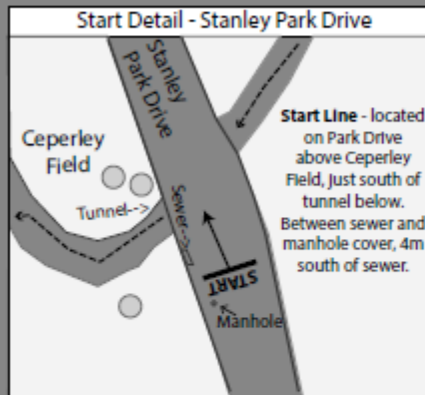 Start Detail - Stanley Park Drive
Stanley
Park Drive
Ceperley
Field
Start Line - located
on Park Drive
above Ceperley
Field, Just south of
tunnel below.
Between sewer and
manhole cover, 4m
south of sewer.
Tunnel-->
Sewer-->
START
Manhole